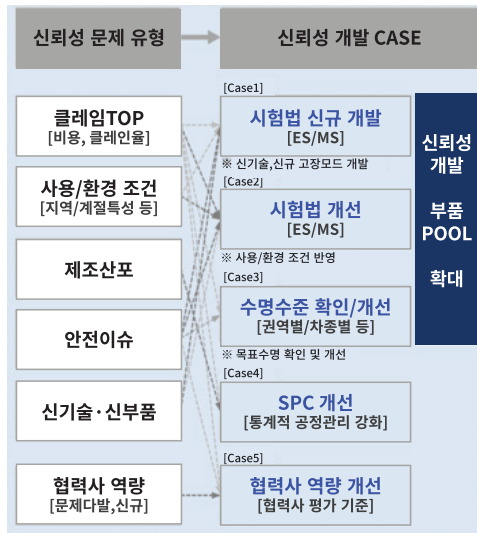 신뢰성 문제 유형
신뢰성 개발 CASE
클레임TOP
[비용, 클레인율]
사용/환경 조건
[지역/계절특성 등]
제조산포
안전이슈
신기술·신부품
협력사 역량
[문제다발,신규]
[Case1]
시험법 신규 개발
[ES/MS]
※ 신기술,신규 고장모드 개발
[Case2]
시험법 개선
[ES/MS]
※ 사용/환경 조건 반영
[Case3]
수명수준 확인/개선
[권역별/차종별 등]
※ 목표수명 확인 및 개선
[Case4]
SPC 개선
[통계적 공정관리 강화]
[Case5]
협력사 역량 개선
[협력사 평가 기준]
신뢰성
개발
부품
POOL
확대